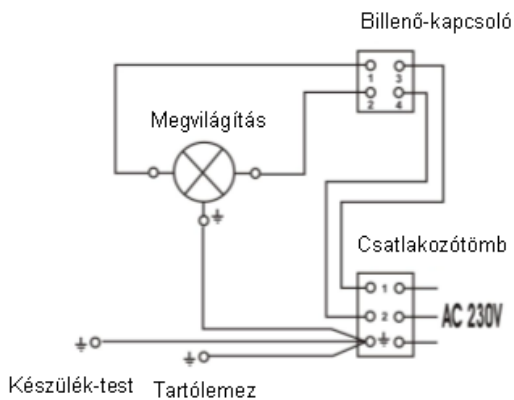 Billenő-kapcsoló
1 3
2 4
Megvilágítás
Csatlakozótömb
1
2
AC 230V
Készülék-test
Tartólemez